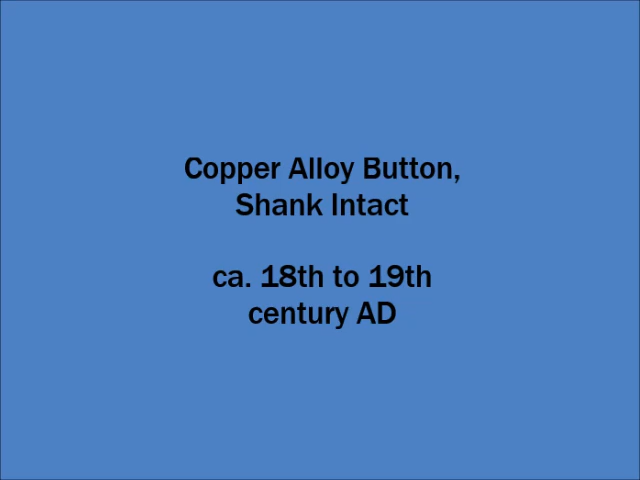 Copper Alloy Button,
Shank Intact
ca. 18th to 19th
century AD